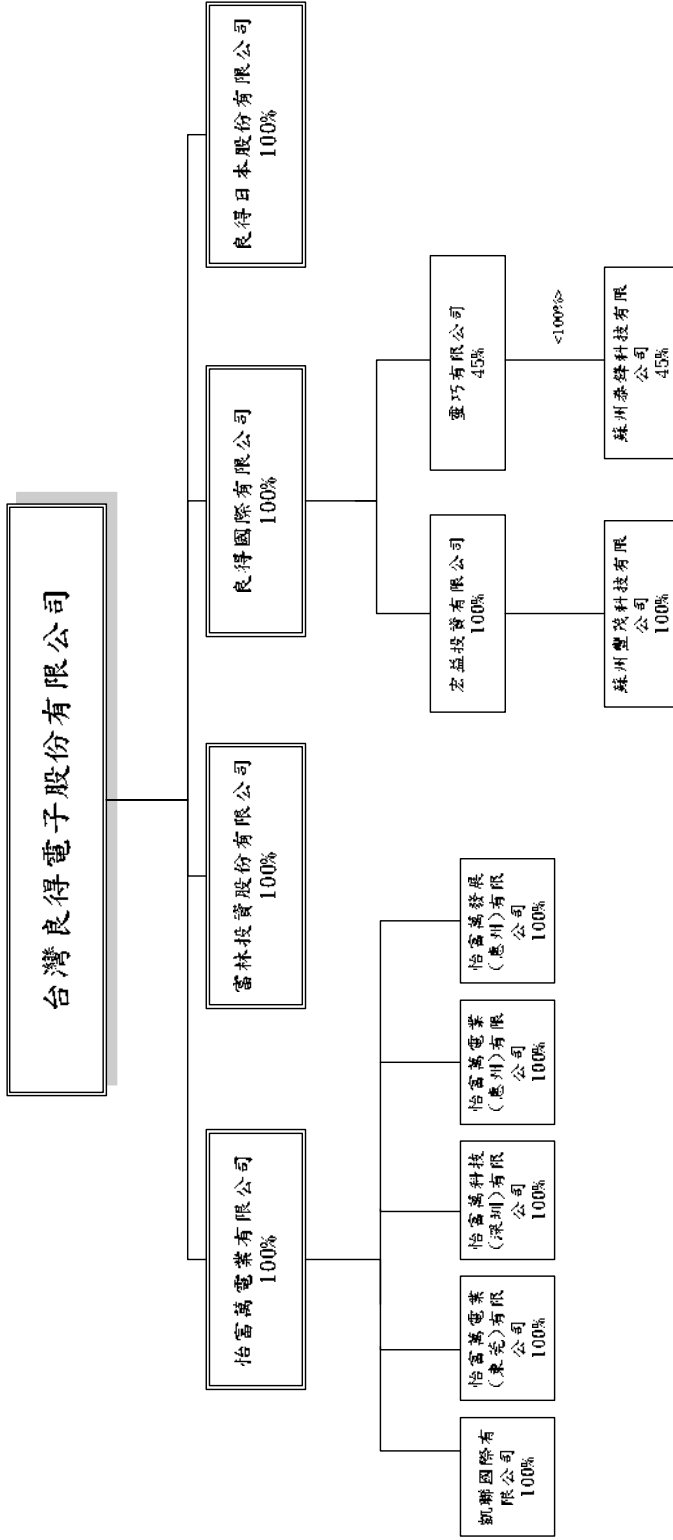 台灣良得電子股份有限公司
怡富萬電業有限公司
100%
富林投資股份有限公司
100%
良得國際有限公司
100%
良得日本股份有限公司
100%
凱聯國際有
限公司
100%
怡富萬電業
(東莞)有限
公司
100%
怡富萬科技
(深圳)有限
公司
100%
怡富萬電業
(惠州)有限
公司
100%
怡富萬發展
(惠州)有限
公司
100%
宏益投資有限公司
100%
靈巧有限公司
45%
<100%>
蘇州豐茂科技有限
公司
100%
蘇州泰鋒科技有限
公司
45%